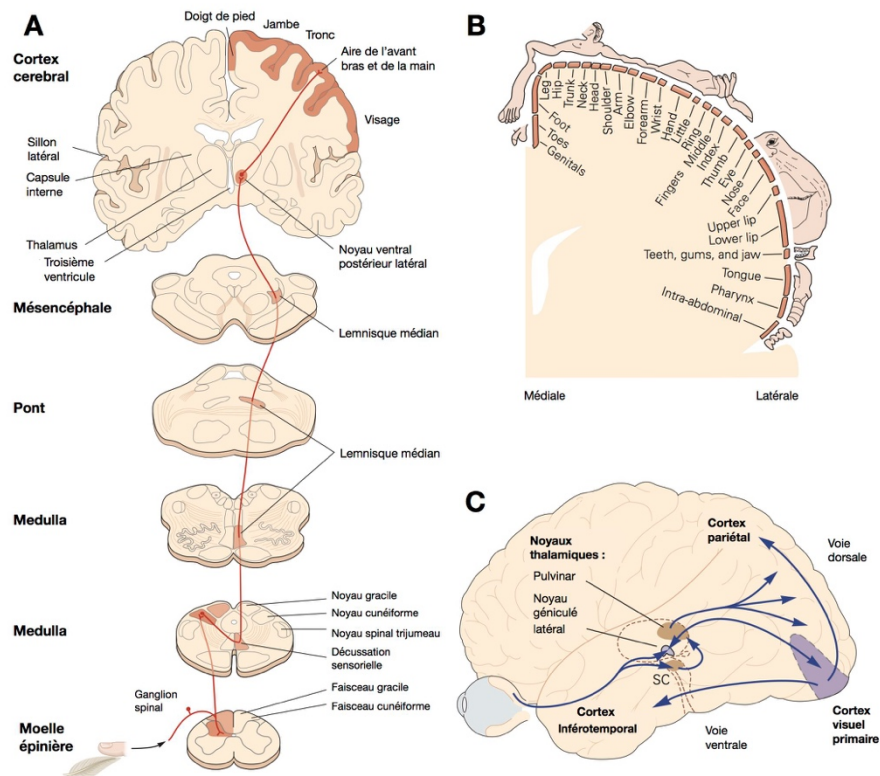 A
Doigt de pied
Jambe
Tronc
Aire de l'avant
bras et de la main
Visage
Cortex
cerebral
Sillon
latéral
Capsule
interne
Thalamus
Troisième
ventricule
Noyau ventral
postérieur latéral
Mésencéphale
Lemnisque médian
Pont
Lemnisque médian
Medulla
Medulla
Noyau gracile
Noyau cunéiforme
Noyau spinal trijumeau
Décussation
sensorielle
Ganglion
spinal
Faisceau gracile
Faisceau cunéiforme
Moelle
épinière
B
Genitals
Toes
Foot
Leg
Hip
Trunk
Neck
Head
Shoulder
Arm
Elbow
Forearm
Wrist
Hand
Little
Ring
Middle
Index
Thumb
Fingers
Eye
Nose
Face
Upper lip
Lower lip
Teeth, gums, and jaw
Tongue
Pharynx
Intra-abdominal
Médiale
Latérale
C
Noyaux
thalamiques :
Pulvinar
Noyau
géniculé
latéral
Cortex
pariétal
Voie
dorsale
SC
Cortex
Inférotemporal
Voie
ventrale
Cortex
visuel
primaire